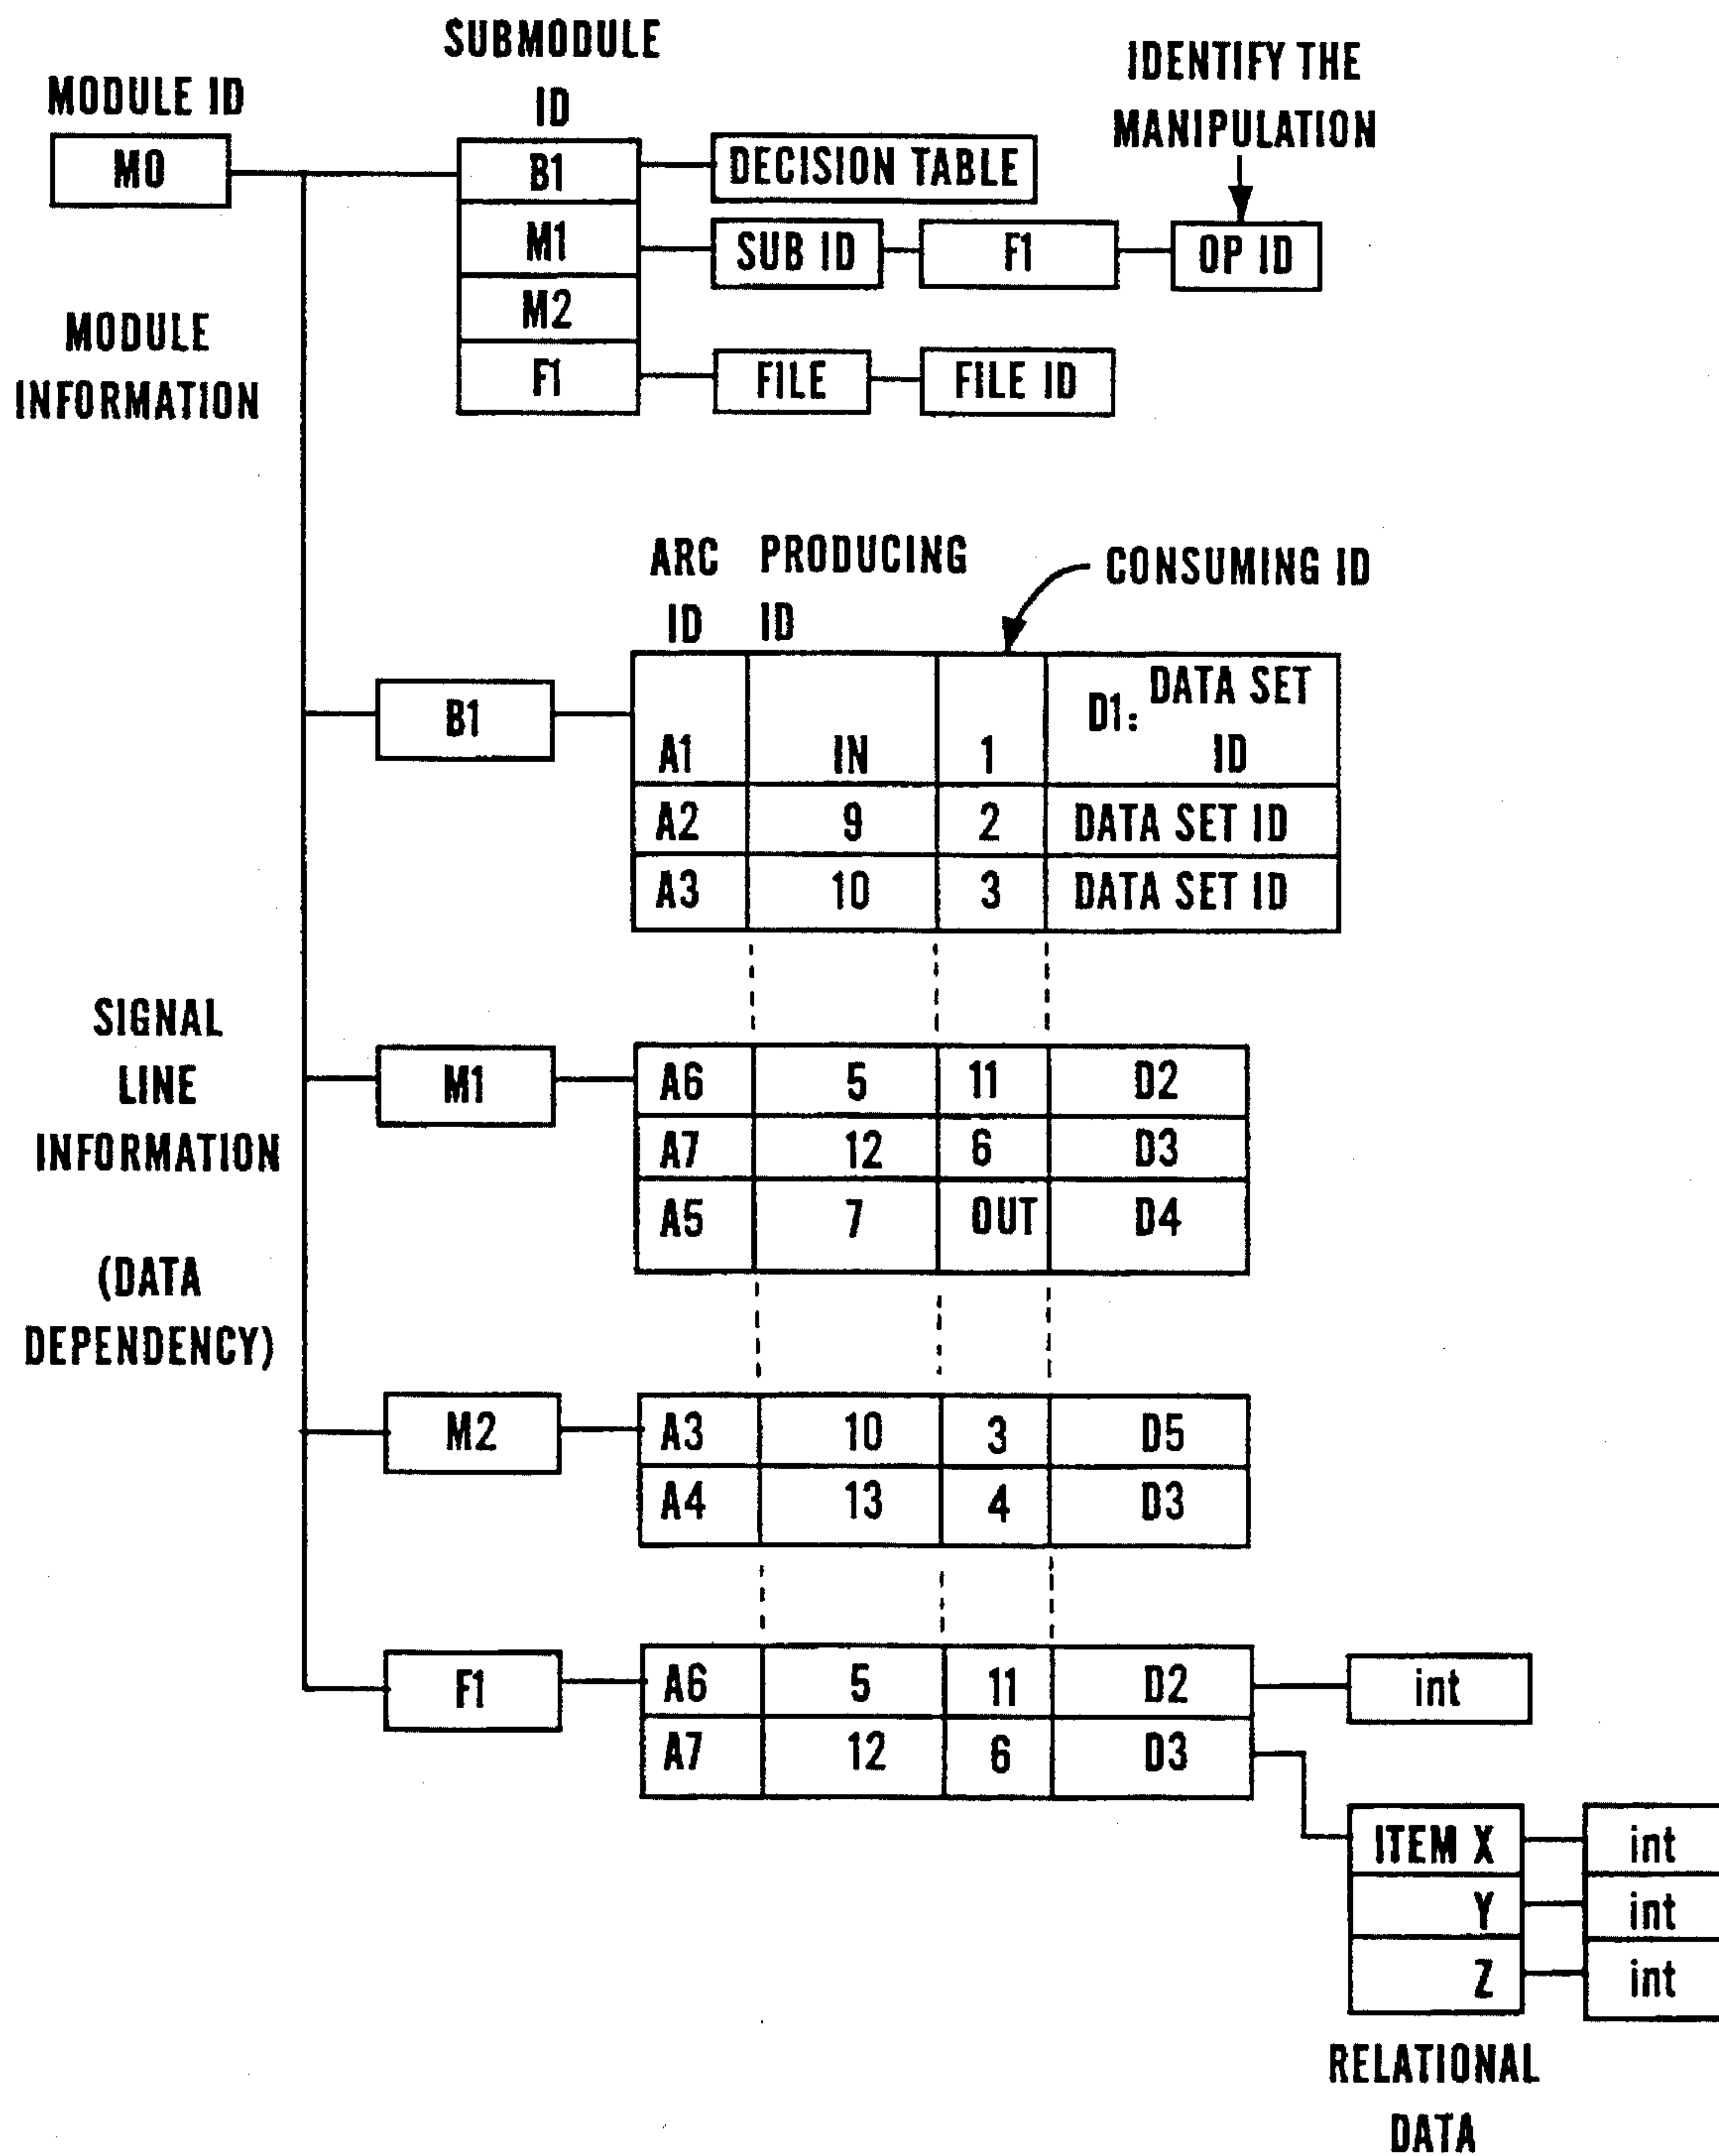 SUBMODULE
ID
IDENTIFY THE
MANIPULATION
MODULE ID
M0
B1
DECISION TABLE
M1
SUB ID
F1
OP ID
M2
F1
FILE
FILE ID
MODULE
INFORMATION
ARC
ID
PRODUCING
ID
CONSUMING ID
B1
A1 IN 1 D1: DATA SET
ID
A2 9 2 DATA SET ID
A3 10 3 DATA SET ID
SIGNAL
LINE
INFORMATION
(DATA
DEPENDENCY)
M1
A6 5 11 D2
A7 12 6 D3
A5 7 OUT D4
M2
A3 10 3 D5
A4 13 4 D3
F1
A6 5 11 D2
int
A7 12 6 D3
ITEM X int
Y int
Z int
RELATIONAL
DATA